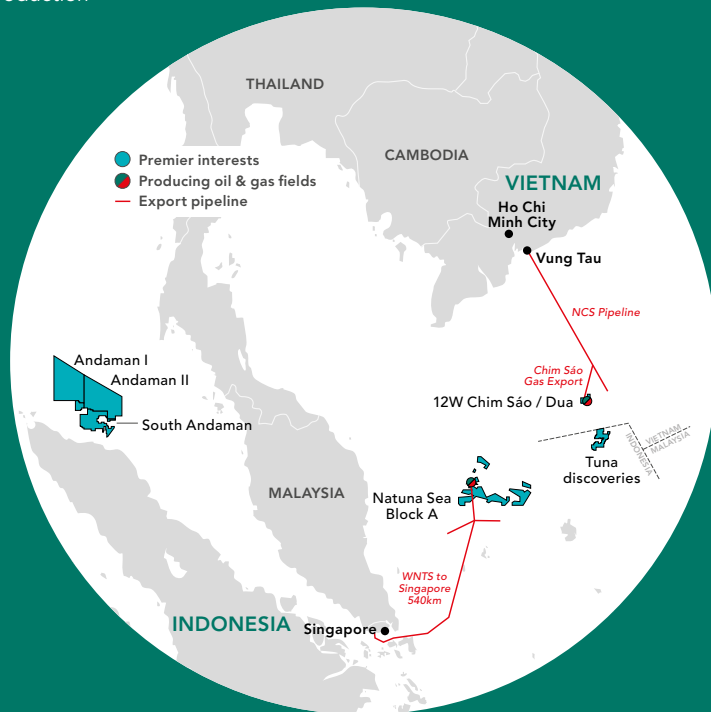 THAILAND
CAMBODIA
Premier interests
Producing oil & gas fields
Export pipeline
VIETNAM
Ho Chi
Minh City
Vung Tau
NCS Pipeline
Andaman I
Andaman II
South Andaman
Chim Sáo
Gas Export
12W Chim Sáo / Dua
VIETNAM
MALAYSIA
INDONESIA
Tuna
discoveries
MALAYSIA
Natuna Sea
Block A
WNTS to
Singapore
540km
INDONESIA
Singapore